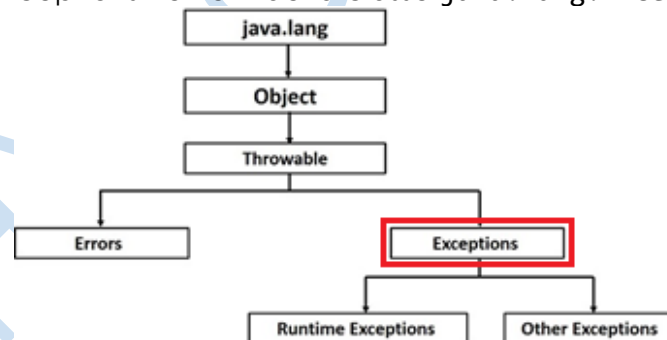 java.lang
Object
Throwable
Errors
Exceptions
Runtime Exceptions
Other Exceptions